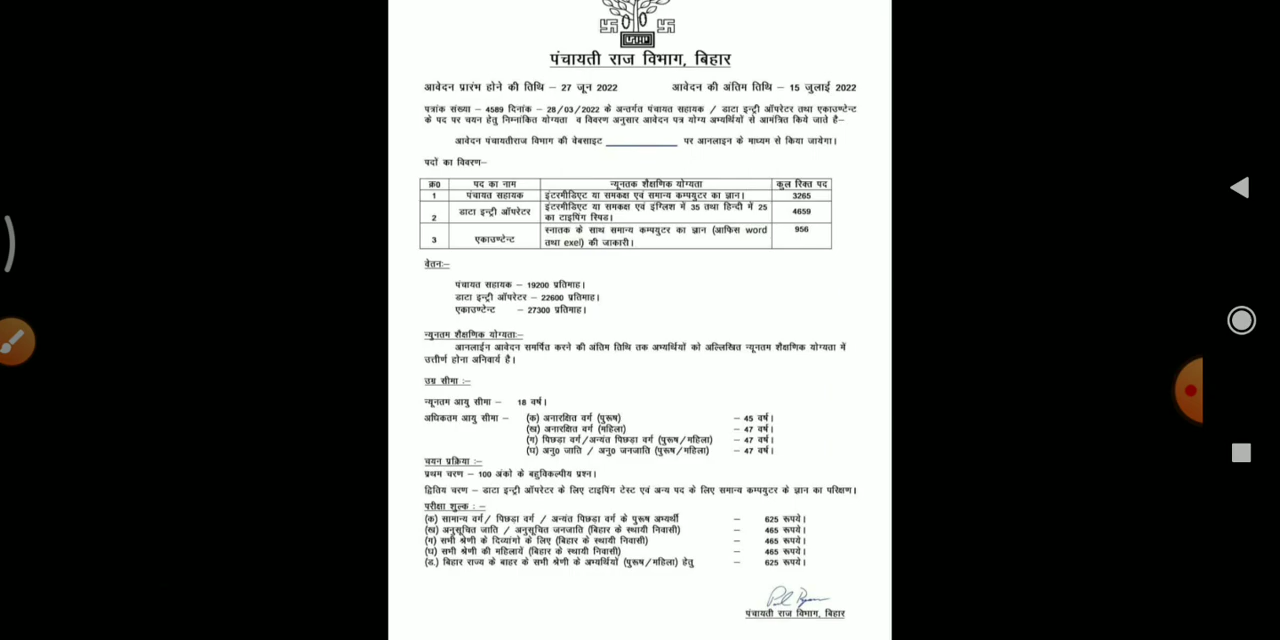 पंचायती राज विभाग, बिहार
आवेदन प्रारंभ होने की तिथि – 27 जून 2022 आवेदन की अंतिम तिथि – 15 जुलाई 2022
पत्रांक संख्या – 4589 दिनांक – 28/03/2022 के अन्तर्गत पंचायत सहायक / डाटा इन्ट्री ऑपरेटर तथा एकाउण्टेन्ट
के पद पर चयन हेतु निम्नांकित योग्यता व विवरण अनुसार आवेदन पत्र योग्य अभ्यर्थियों से आमंत्रित किये जाते है–
आवेदन पंचायतीराज विभाग की वेबसाइट ____________ पर आनलाइन के माध्यम से किया जायेगा।
पदों का विवरण–
क्र0 पद का नाम न्यूनतक शैक्षणिक योग्यता कुल रिक्त पद
1 पंचायत सहायक इंटरमीडिएट या समकक्ष एवं समान्य कम्प्युटर का ज्ञान। 3265
2 डाटा इन्ट्री ऑपरेटर इंटरमीडिएट या समकक्ष एवं इंग्लिश में 35 तथा हिन्दी में 25 4659
का टाइपिंग स्पिड।
3 एकाउण्टेन्ट स्नातक के साथ समान्य कम्पयुटर का ज्ञान (आफिस word 956
तथा exel) की जाकारी।
वेतनः–
पंचायत सहायक – 19200 प्रतिमाह।
डाटा इन्ट्री ऑपरेटर – 22600 प्रतिमाह।
एकाउण्टेन्ट – 27300 प्रतिमाह।
न्युनतम शैक्षणिक योग्यताः–
आनलाईन आवेदन समर्पित करने की अंतिम तिथि तक अभ्यर्थियों को अल्लिखित न्यूनतम शैक्षणिक योग्यता में
उत्तीर्ण होना अनिवार्य है।
उम्र सीमा :–
न्यूनतम आयु सीमा – 18 वर्ष।
अधिकतम आयु सीमा – (क) अनारक्षित वर्ग (पुरूष) – 45 वर्ष।
(ख) अनारक्षित वर्ग (महिला) – 47 वर्ष।
(ग) पिछड़ा वर्ग/अन्यंत पिछड़ा वर्ग (पुरूष/महिला) – 47 वर्ष।
(घ) अनु0 जाति / अनु0 जनजाति (पुरूष/महिला) – 47 वर्ष।
चयन प्रक्रिया :–
प्रथम चरण – 100 अंको के बहुविकल्पीय प्रश्न।
द्वितिय चरण – डाटा इन्ट्री ऑपरेटर के लिए टाइपिंग टेस्ट एवं अन्य पद के लिए समान्य कम्पयुटर के ज्ञान का परिक्षण।
परीक्षा शुल्क : –
(क) सामान्य वर्ग/ पिछड़ा वर्ग / अन्यंत पिछड़ा वर्ग के पुरूष अभ्यर्थी – 625 रूपये।
(ख) अनुसूचित जाति / अनुसूचित जनजाति (बिहार के स्थायी निवासी) – 465 रूपये।
(ग) सभी श्रेणी के दिव्यांगो के लिए (बिहार के स्थायी निवासी) – 465 रूपये।
(घ) सभी श्रेणी की महिलायें (बिहार के स्थायी निवासी) – 465 रूपये।
(ड.) बिहार राज्य के बाहर के सभी श्रेणी के अभ्यर्थियों (पुरूष/महिला) हेतु – 625 रूपये।
पंचायती राज विभाग, बिहार